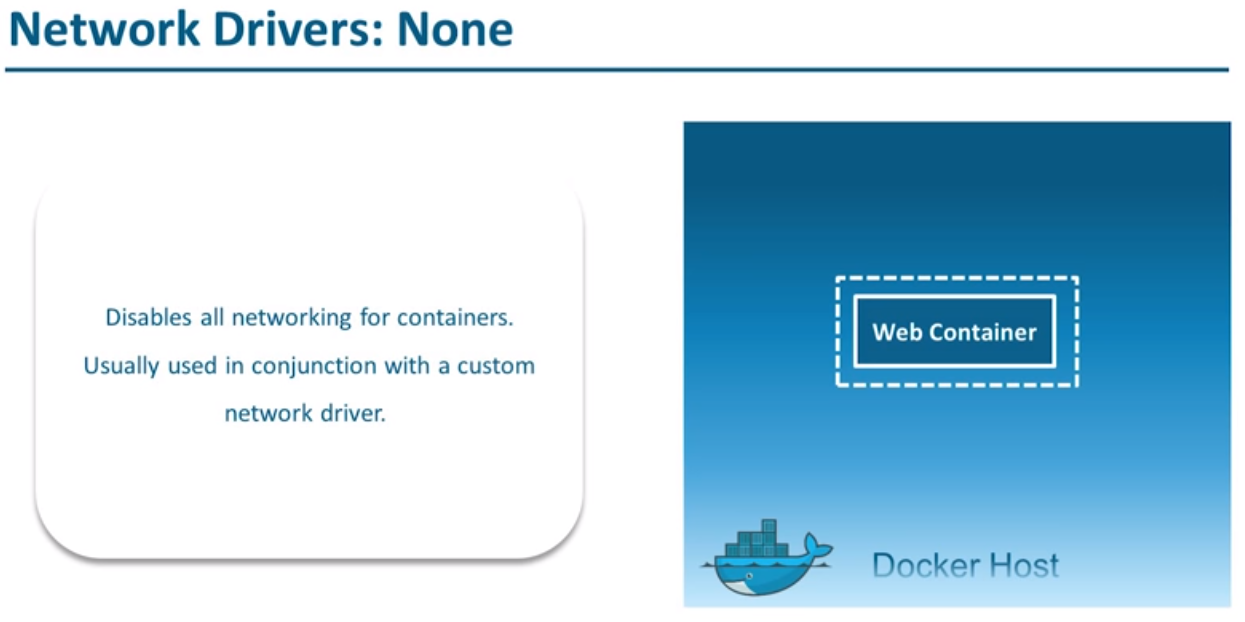 Network Drivers: None
Disables all networking for containers.
Usually used in conjunction with a custom
network driver.
Web Container
Docker Host